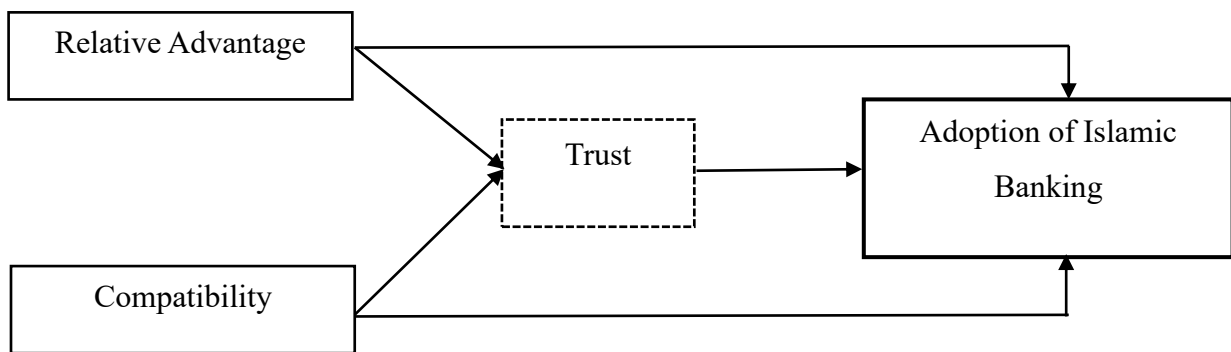 Relative Advantage
Trust
Adoption of Islamic
Banking
Compatibility